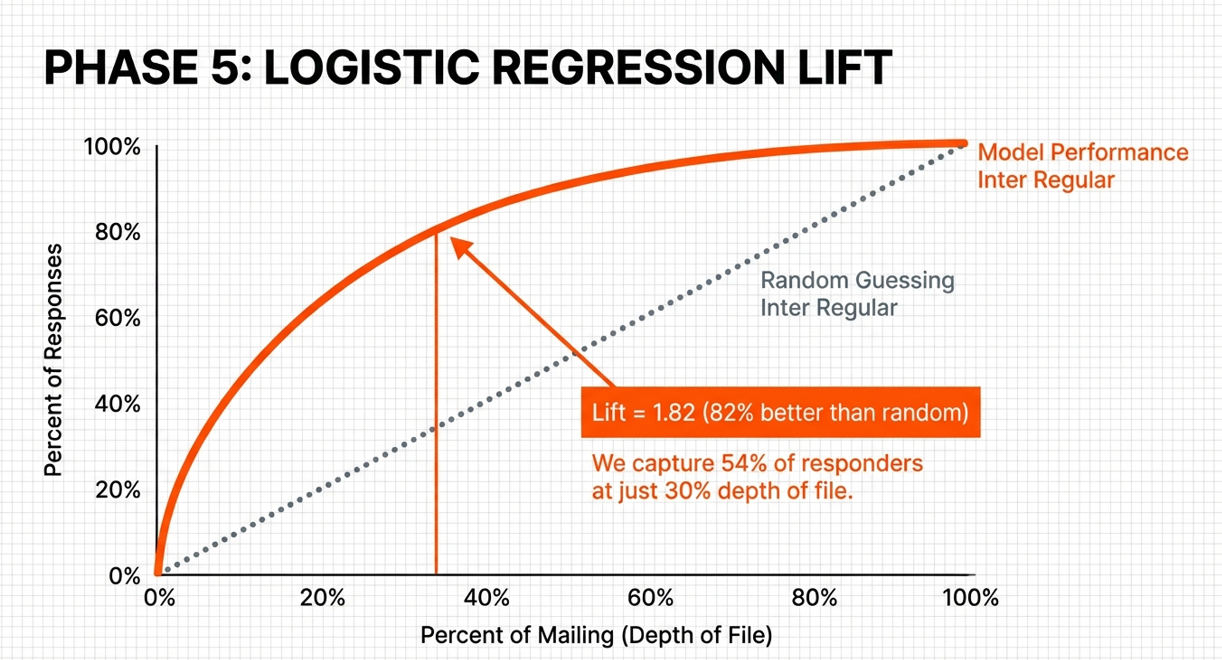 PHASE 5: LOGISTIC REGRESSION LIFT
100%
80%
60%
40%
20%
0%
Percent of Responses
Model Performance
Inter Regular
Random Guessing
Inter Regular
Lift = 1.82 (82% better than random)
We capture 54% of responders
at just 30% depth of file.
0%
20%
40%
60%
80%
100%
Percent of Mailing (Depth of File)